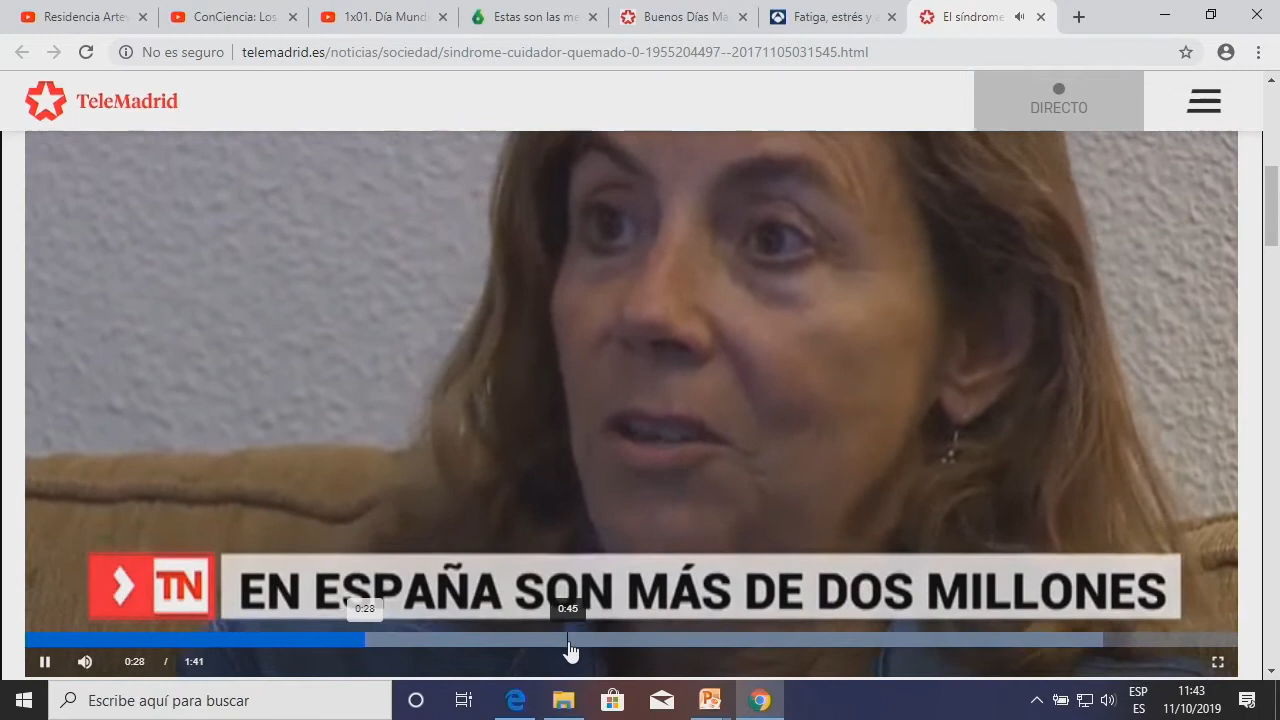 Residencia Artev
ConCiencia: Los
1x01. Día Mund
Estas son las me
Buenos Días Ma
Fatiga, estrés y a
El síndrome
No es seguro
telemadrid.es/noticias/sociedad/sindrome-cuidador-quemado-0-1955204497--20171105031545.html
TeleMadrid
DIRECTO
TN
EN ESPAÑA SON MÁS DE DOS MILLONES
0:28
0:45
0:28 / 1:41
Escribe aquí para buscar
ESP
ES
11:43
11/10/2019